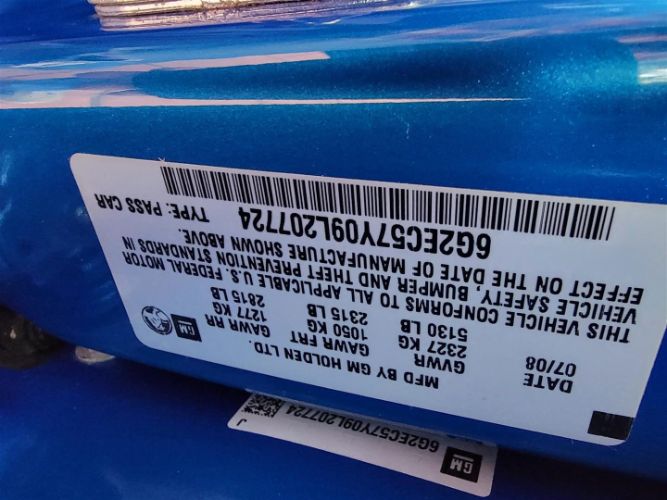 MFD BY GM HOLDEN LTD.
DATE GVWR GAWR FRT GAWR RR
07/08 2327 KG 1050 KG 1277 KG
5130 LB 2315 LB 2815 LB
GM
THIS VEHICLE CONFORMS TO ALL APPLICABLE U.S. FEDERAL MOTOR
VEHICLE SAFETY, BUMPER AND THEFT PREVENTION STANDARDS IN
EFFECT ON THE DATE OF MANUFACTURE SHOWN ABOVE.
6G2EC57Y09L207724 TYPE: PASS CAR
GM
6G2EC57Y09L207724
J